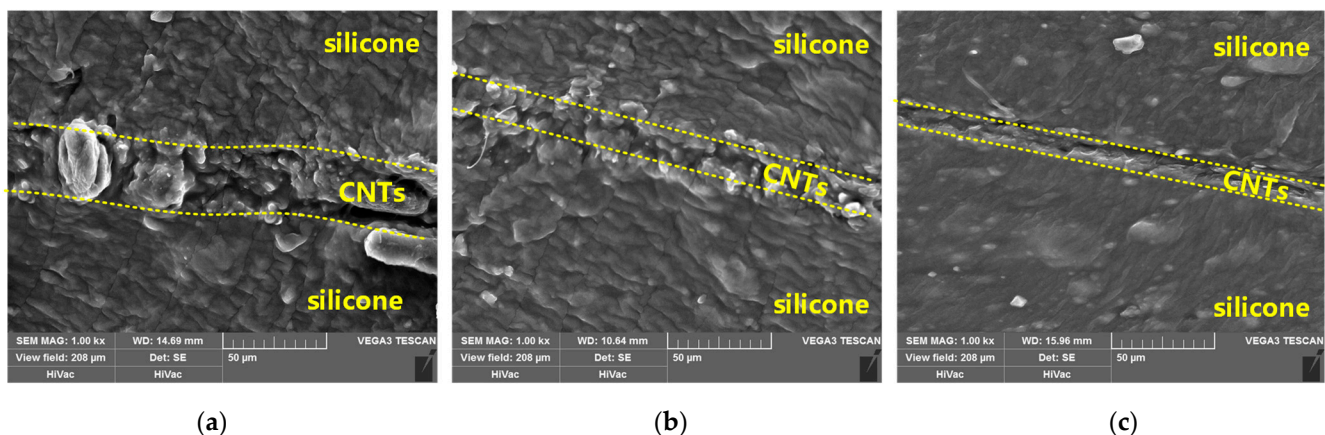 silicone
CNTs
silicone
SEM MAG: 1.00 kx WD: 14.69 mm VEGA3 TESCAN
View field: 208 µm Det: SE 50 µm
HiVac HiVac
(a)
silicone
CNTs
silicone
SEM MAG: 1.00 kx WD: 10.64 mm VEGA3 TESCAN
View field: 208 µm Det: SE 50 µm
HiVac HiVac
(b)
silicone
CNTs
silicone
SEM MAG: 1.00 kx WD: 15.96 mm VEGA3 TESCAN
View field: 208 µm Det: SE 50 µm
HiVac HiVac
(c)